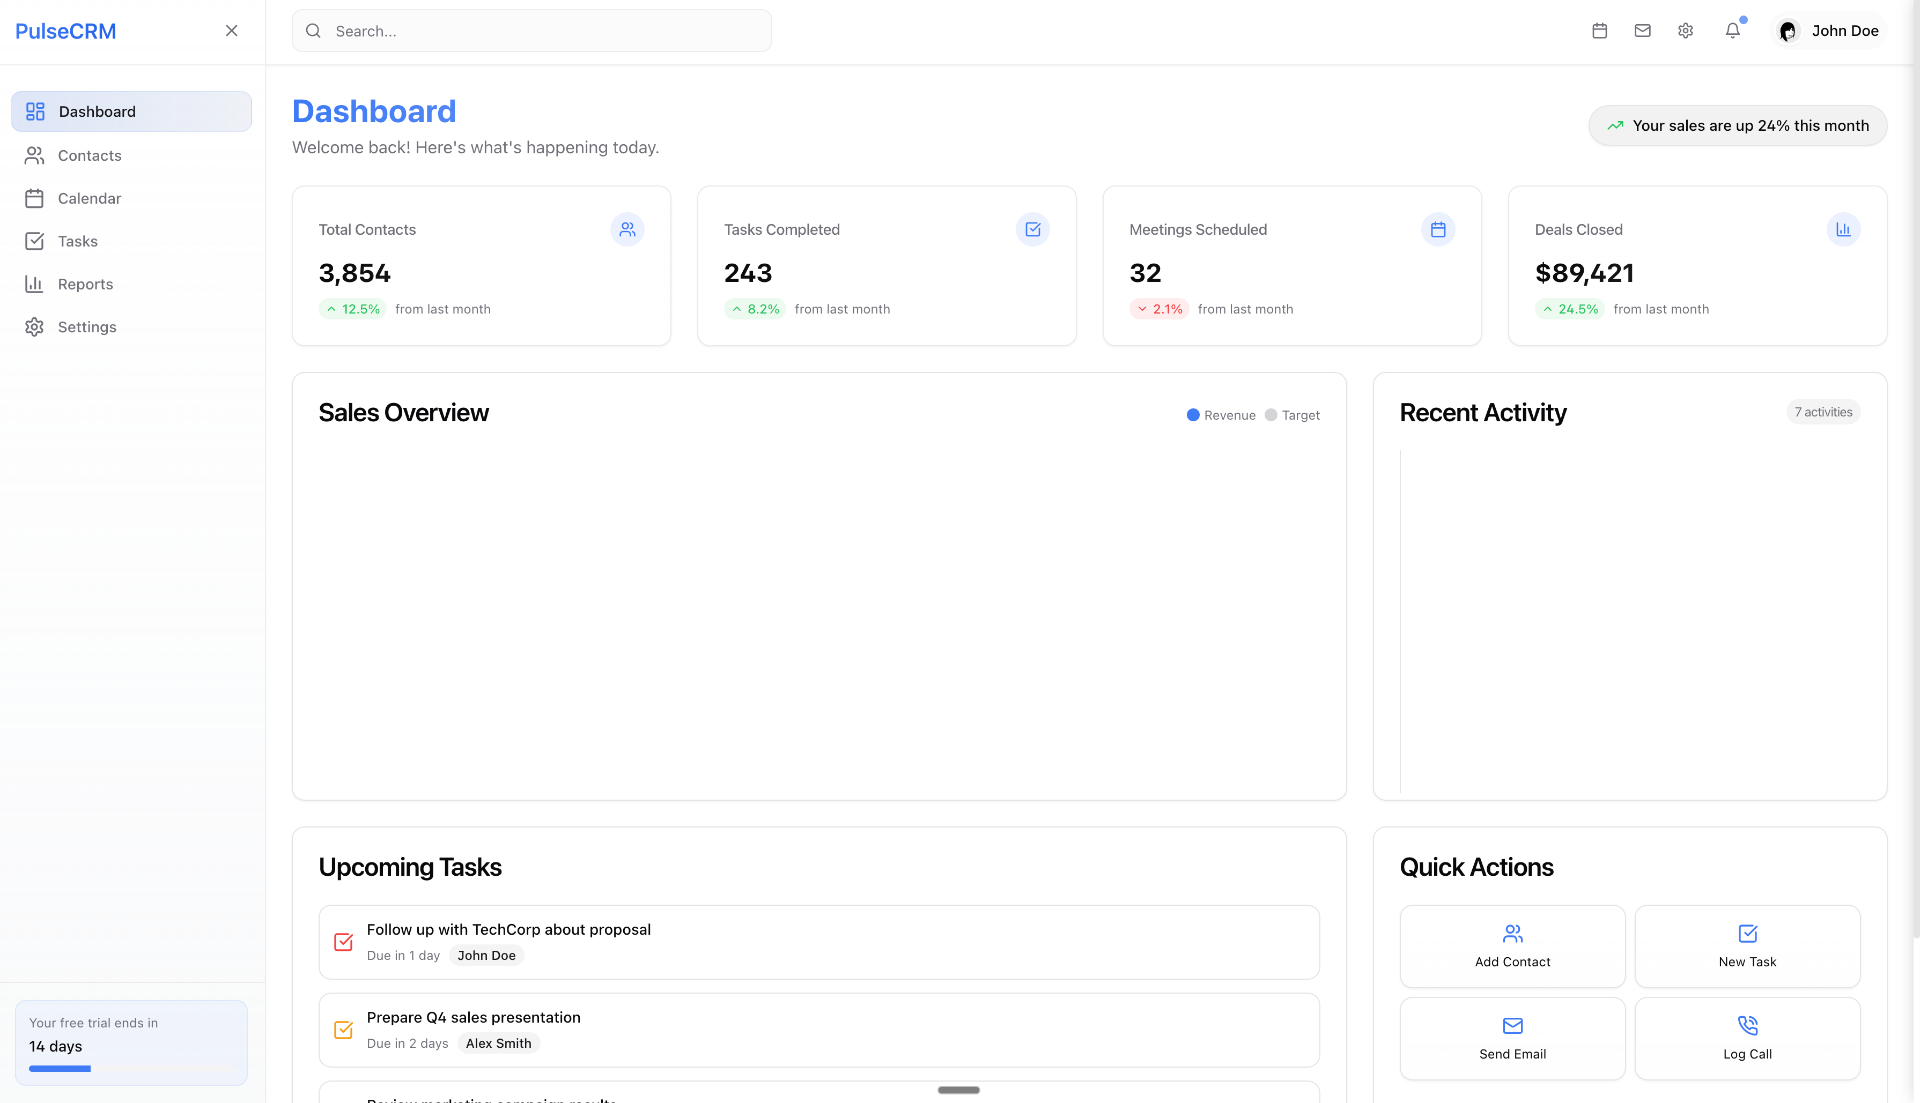 PulseCRM
Search...
John Doe
Dashboard
Contacts
Calendar
Tasks
Reports
Settings
Your free trial ends in
14 days
Dashboard
Welcome back! Here's what's happening today.
Your sales are up 24% this month
Total Contacts
3,854
12.5% from last month
Tasks Completed
243
8.2% from last month
Meetings Scheduled
32
2.1% from last month
Deals Closed
$89,421
24.5% from last month
Sales Overview
Revenue Target
Recent Activity
7 activities
Upcoming Tasks
Follow up with TechCorp about proposal
Due in 1 day John Doe
Prepare Q4 sales presentation
Due in 2 days Alex Smith
Review marketing campaign results
Quick Actions
Add Contact
New Task
Send Email
Log Call